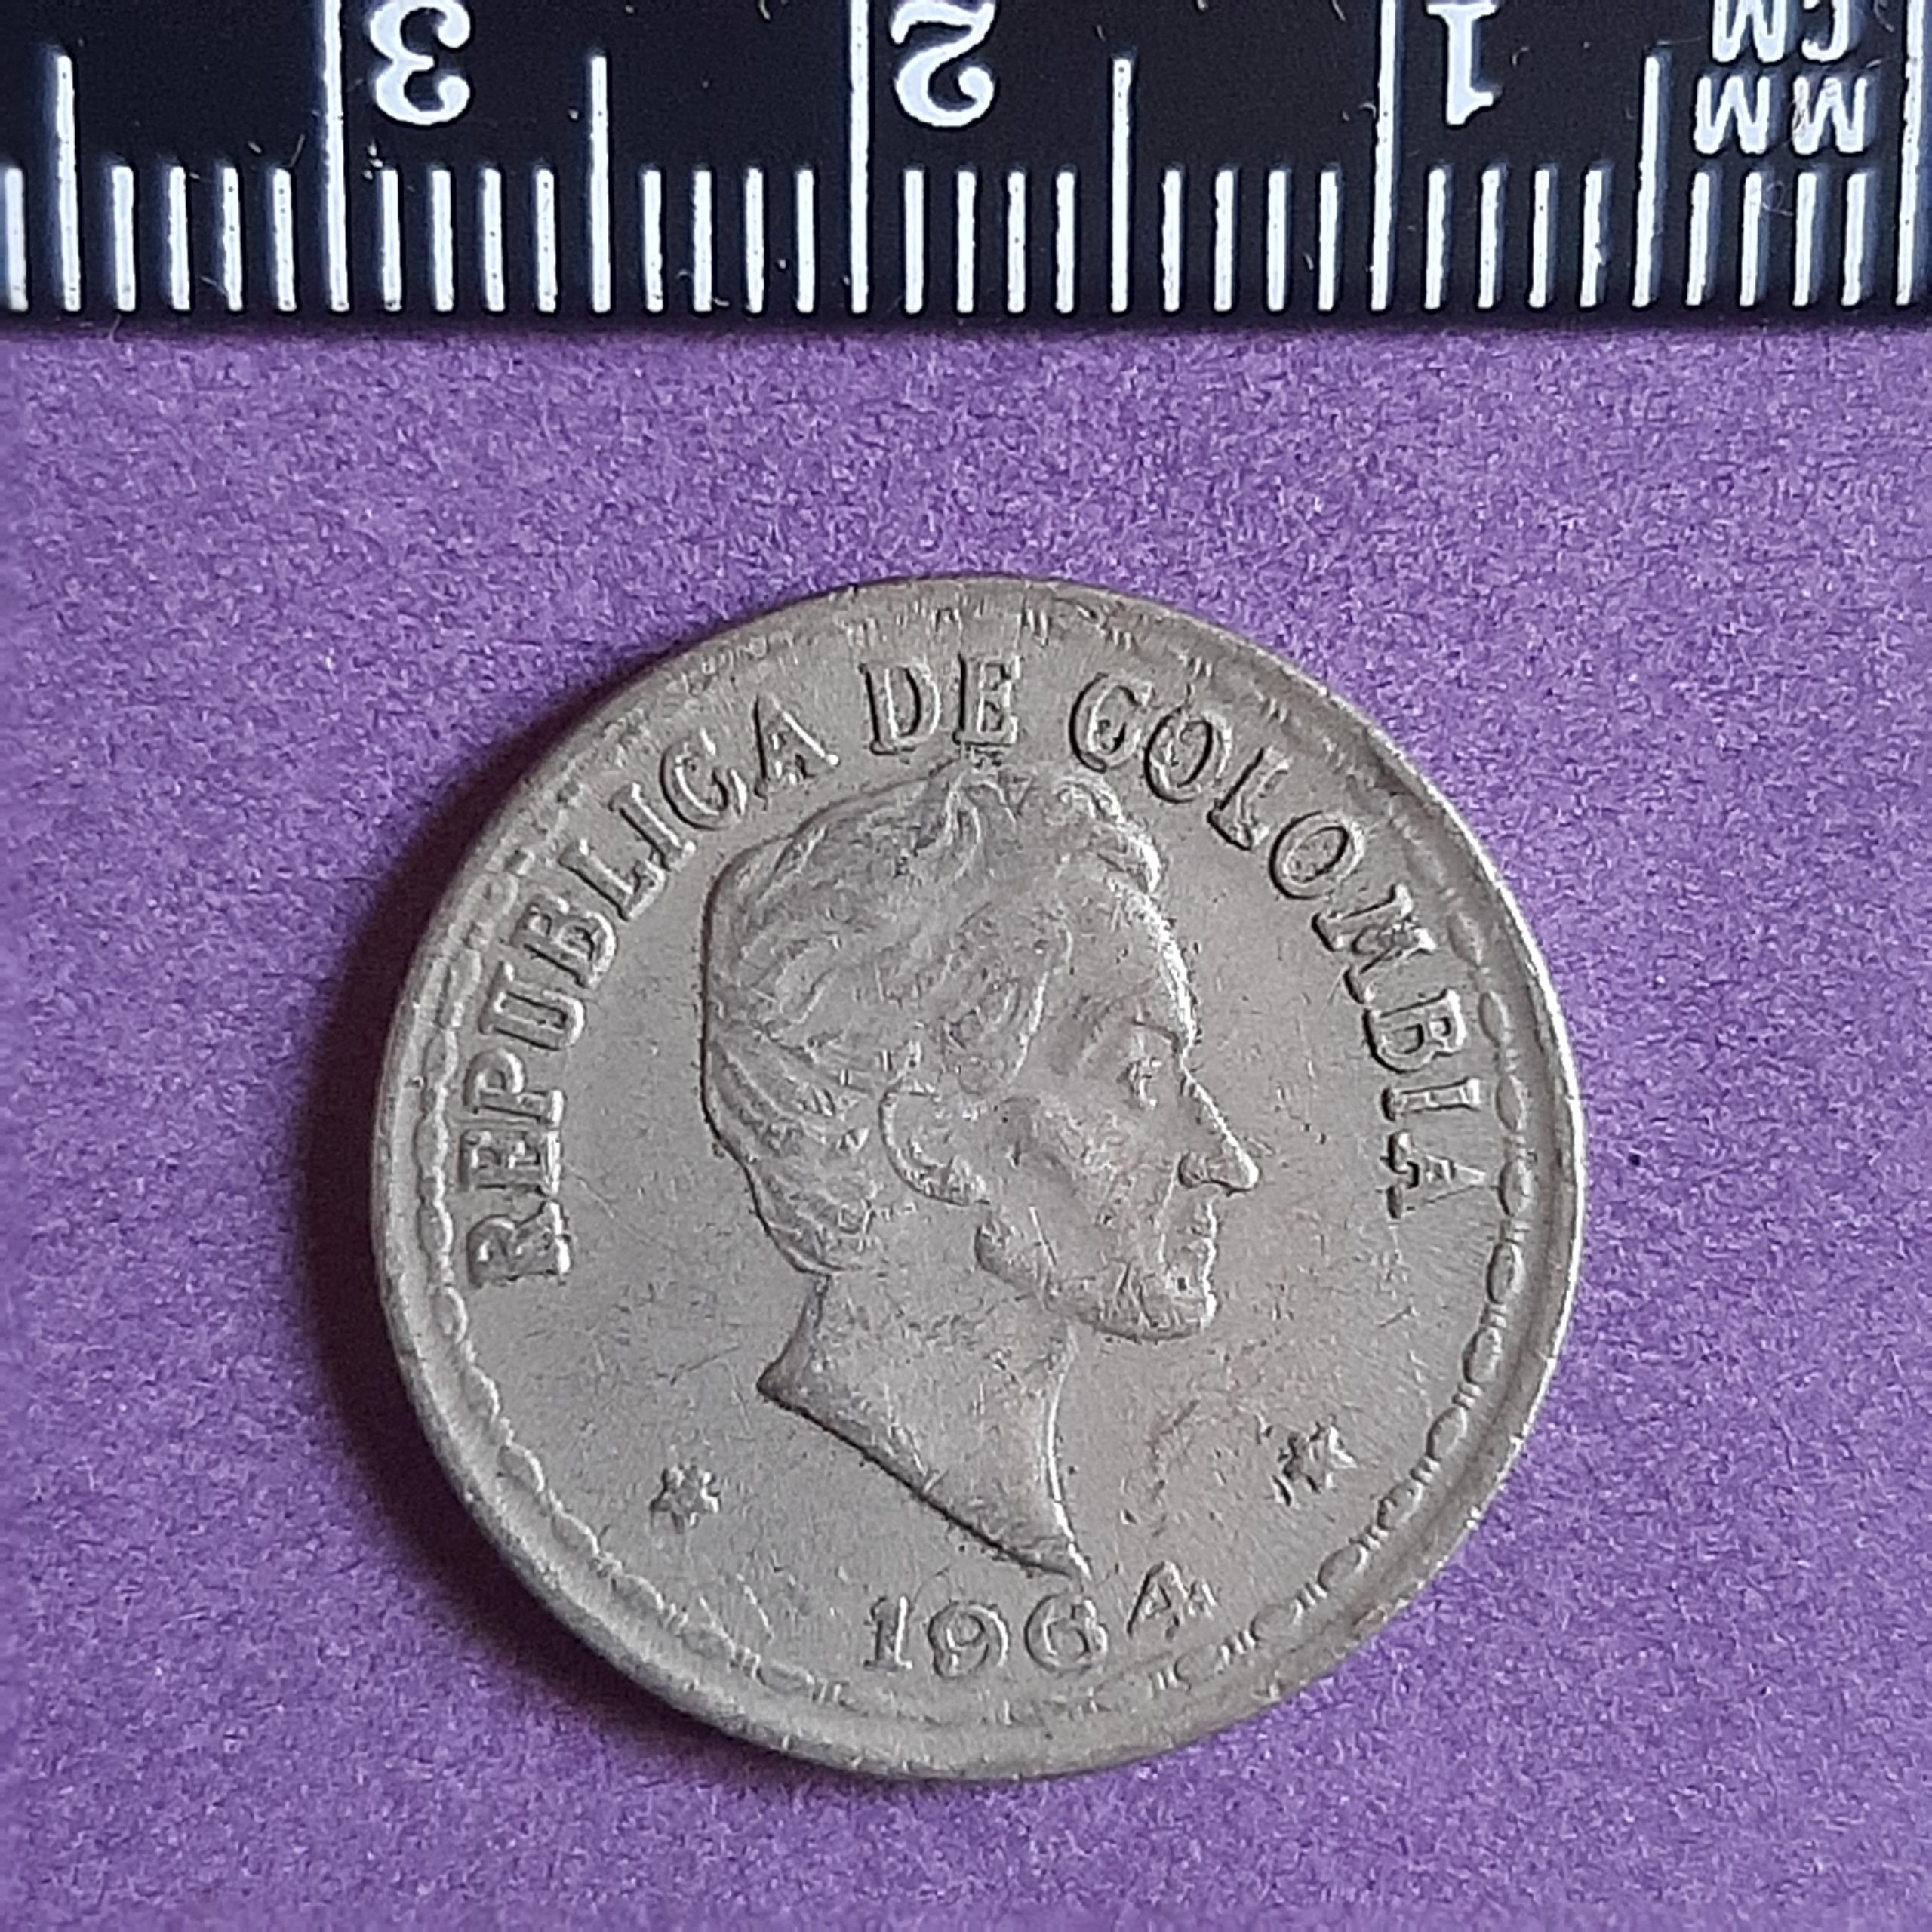 3 2 1 CM
MM
REPUBLICA DE COLOMBIA
1964